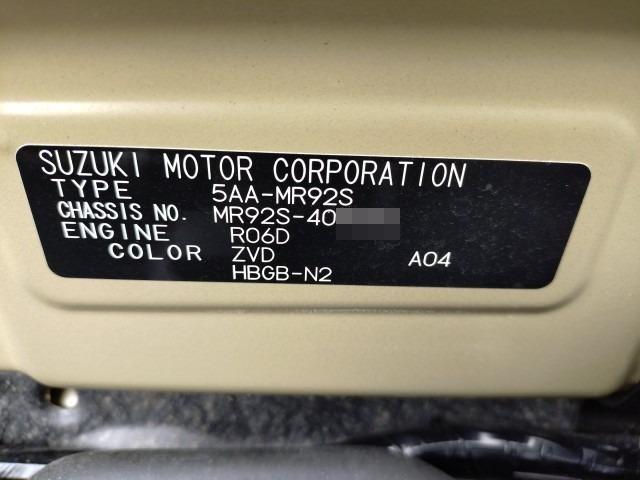 SUZUKI MOTOR CORPORATION
TYPE 5AA-MR92S
CHASSIS NO. MR92S-40
ENGINE R06D
COLOR ZVD A04
HBGB-N2